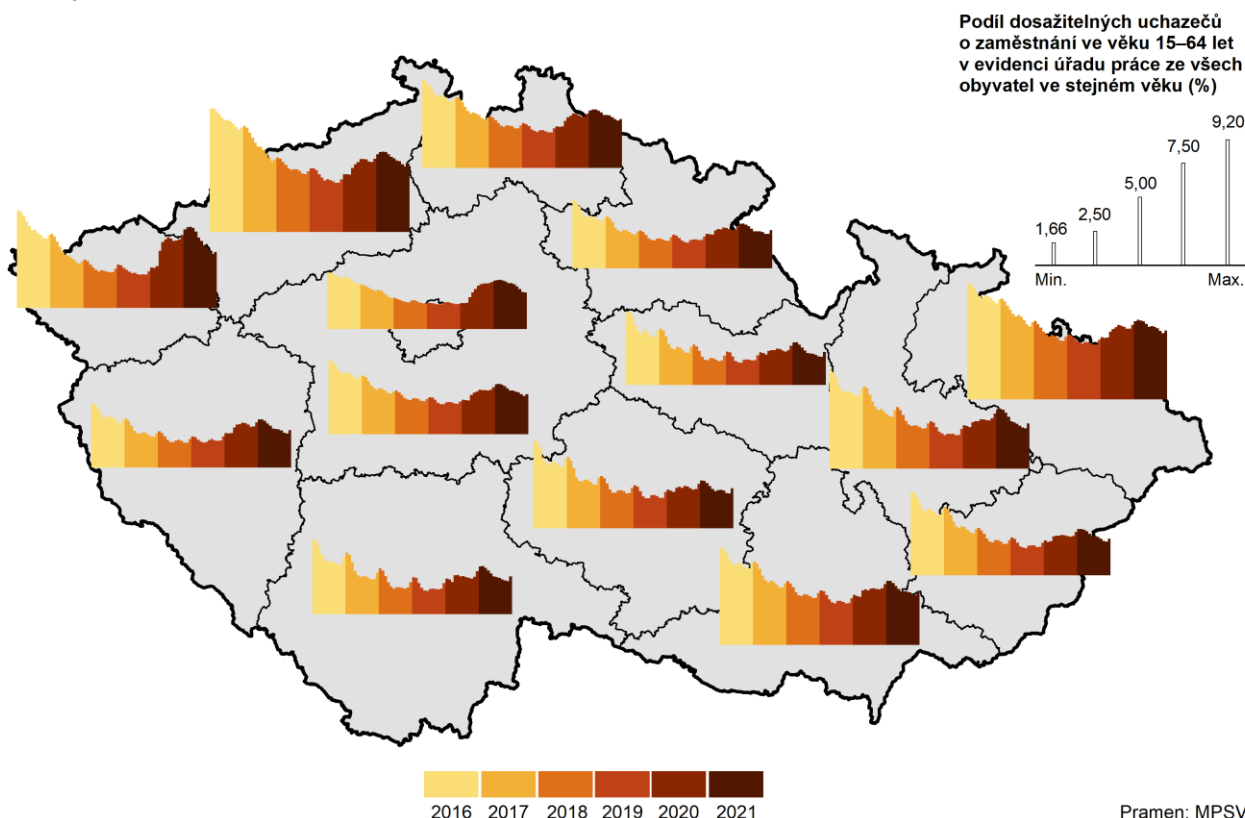 Podíl dosažitelných uchazečů
o zaměstnání ve věku 15–64 let
v evidenci úřadu práce ze všech
obyvatel ve stejném věku (%)
9,20
7,50
5,00
1,66 2,50
Min. Max.
2016 2017 2018 2019 2020 2021
Pramen: MPSV